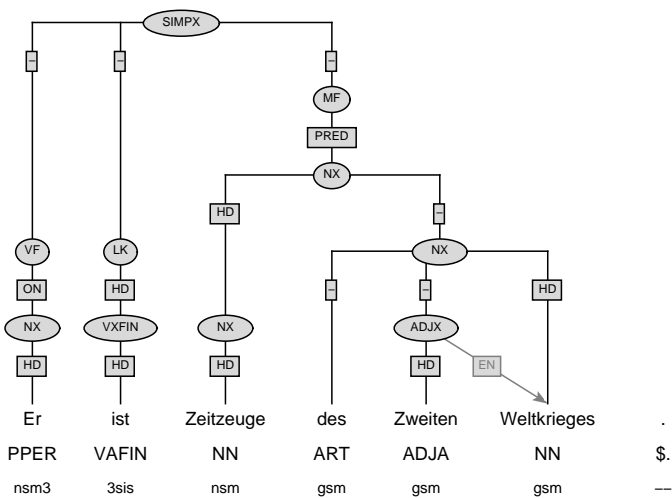 SIMPX
– – –
MF
PRED
NX
HD –
VF LK NX
ON HD – – HD
NX VXFIN NX ADJX
HD HD HD HD EN
Er ist Zeitzeuge des Zweiten Weltkrieges .
PPER VAFIN NN ART ADJA NN $.
nsm3 3sis nsm gsm gsm gsm ––